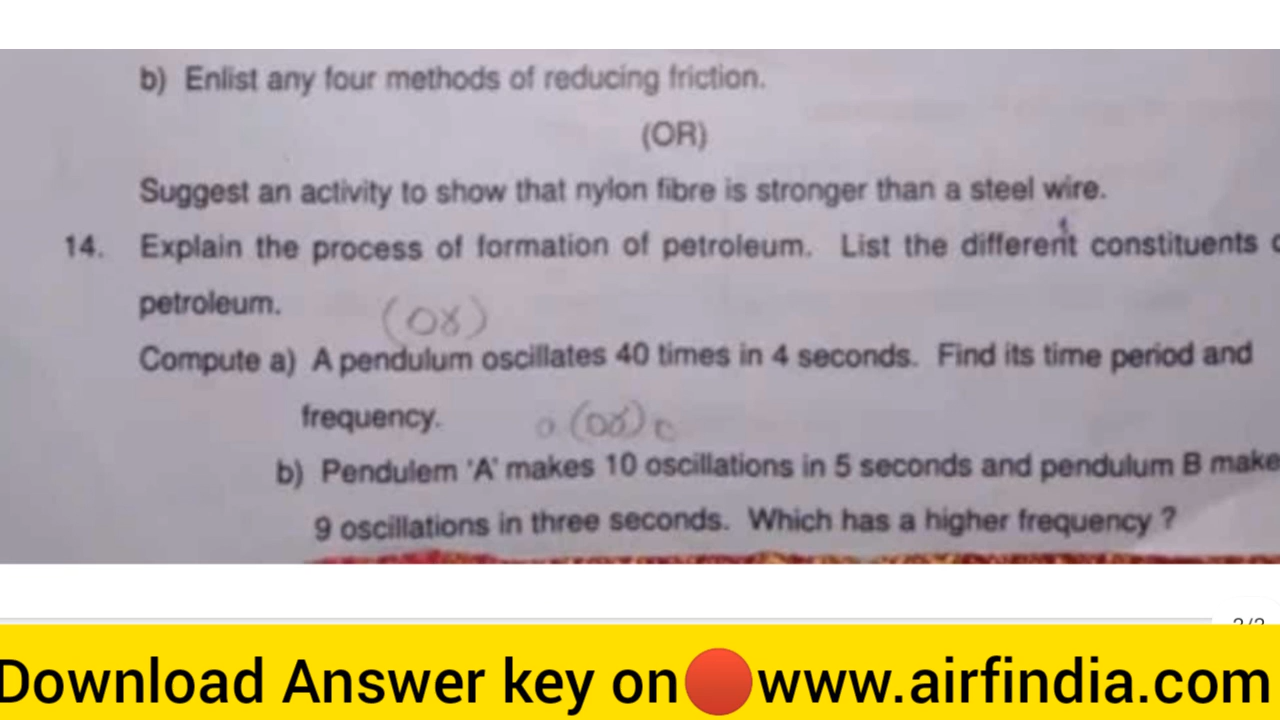 b) Enlist any four methods of reducing friction.
(OR)
Suggest an activity to show that nylon fibre is stronger than a steel wire.
14. Explain the process of formation of petroleum. List the different constituents
petroleum.
(or)
Compute a) A pendulum oscillates 40 times in 4 seconds. Find its time period and
frequency.
(or)
b) Pendulem 'A' makes 10 oscillations in 5 seconds and pendulum B make
9 oscillations in three seconds. Which has a higher frequency ?
Download Answer key on www.airfindia.com